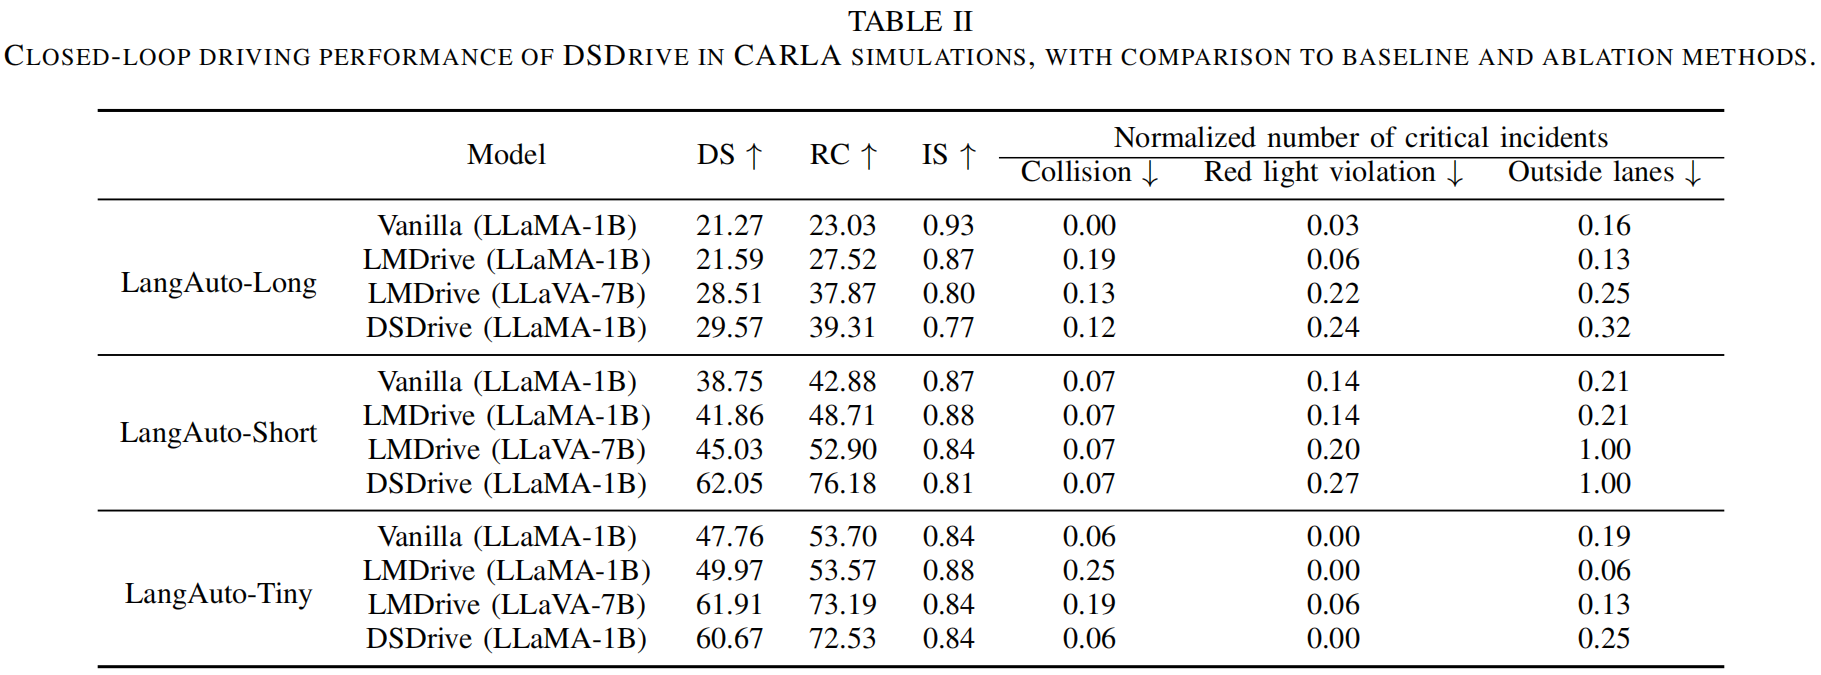 TABLE II
CLOSED-LOOP DRIVING PERFORMANCE OF DSDRIVE IN CARLA SIMULATIONS, WITH COMPARISON TO BASELINE AND ABLATION METHODS.
Model DS ↑ RC ↑ IS ↑ Normalized number of critical incidents
Collision ↓ Red light violation ↓ Outside lanes ↓
LangAuto-Long
Vanilla (LLaMA-1B) 21.27 23.03 0.93 0.00 0.03 0.16
LMDrive (LLaMA-1B) 21.59 27.52 0.87 0.19 0.06 0.13
LMDrive (LLaVA-7B) 28.51 37.87 0.80 0.13 0.22 0.25
DSDrive (LLaMA-1B) 29.57 39.31 0.77 0.12 0.24 0.32
LangAuto-Short
Vanilla (LLaMA-1B) 38.75 42.88 0.87 0.07 0.14 0.21
LMDrive (LLaMA-1B) 41.86 48.71 0.88 0.07 0.14 0.21
LMDrive (LLaVA-7B) 45.03 52.90 0.84 0.07 0.20 1.00
DSDrive (LLaMA-1B) 62.05 76.18 0.81 0.07 0.27 1.00
LangAuto-Tiny
Vanilla (LLaMA-1B) 47.76 53.70 0.84 0.06 0.00 0.19
LMDrive (LLaMA-1B) 49.97 53.57 0.88 0.25 0.00 0.06
LMDrive (LLaVA-7B) 61.91 73.19 0.84 0.19 0.06 0.13
DSDrive (LLaMA-1B) 60.67 72.53 0.84 0.06 0.00 0.25